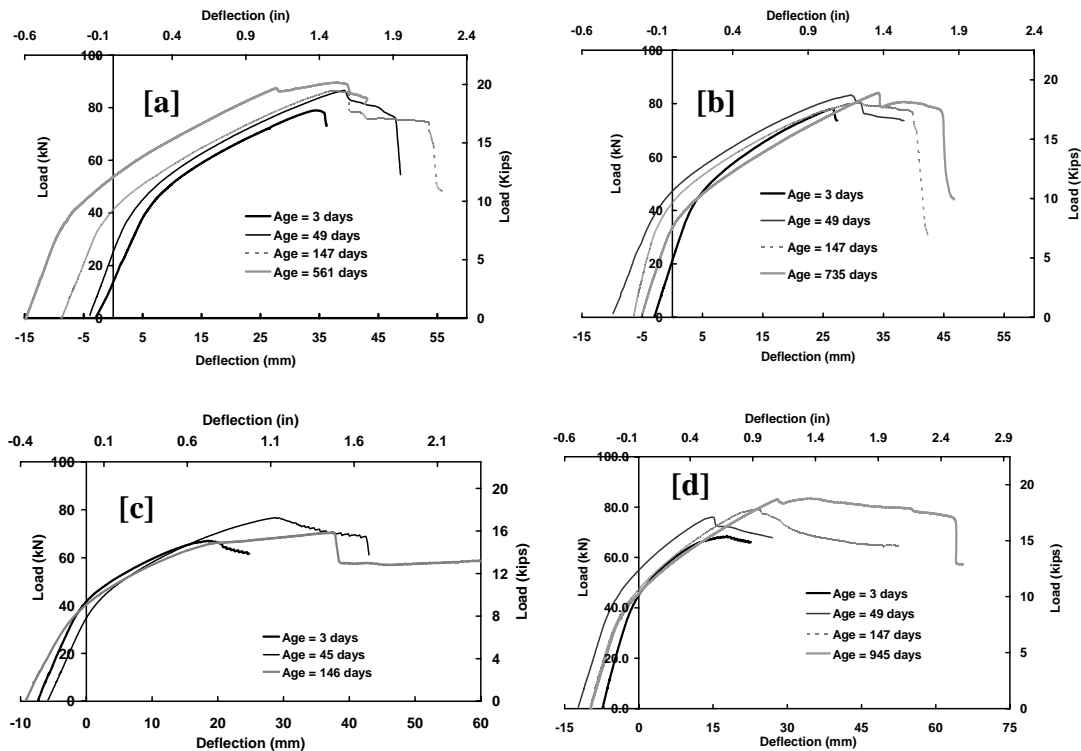 Deflection (in)
-0.6 -0.1 0.4 0.9 1.4 1.9 2.4
100
80
60
40
20
0
Load (kN)
[a]
Age = 3 days
Age = 49 days
Age = 147 days
Age = 561 days
20
15
10
5
0
Load (Kips)
-15 -5 5 15 25 35 45 55
Deflection (mm)
Deflection (in)
-0.6 -0.1 0.4 0.9 1.4 1.9 2.4
100
80
60
40
20
0
Load (kN)
[b]
Age = 3 days
Age = 49 days
Age = 147 days
Age = 735 days
20
15
10
5
0
Load (Kips)
-15 -5 5 15 25 35 45 55
Deflection (mm)
Deflection (in)
-0.4 0.1 0.6 1.1 1.6 2.1
100
80
60
40
20
0
Load (kN)
[c]
Age = 3 days
Age = 45 days
Age = 146 days
20
16
12
8
4
0
Load (kips)
-10 0 10 20 30 40 50 60
Deflection (mm)
Deflection (in)
-0.6 -0.1 0.4 0.9 1.4 1.9 2.4 2.9
100.0
80.0
60.0
40.0
20.0
0.0
Load (kN)
[d]
Age = 3 days
Age = 49 days
Age = 147 days
Age = 945 days
20
15
10
5
0
Load (kips)
-15 0 15 30 45 60 75
Deflection (mm)